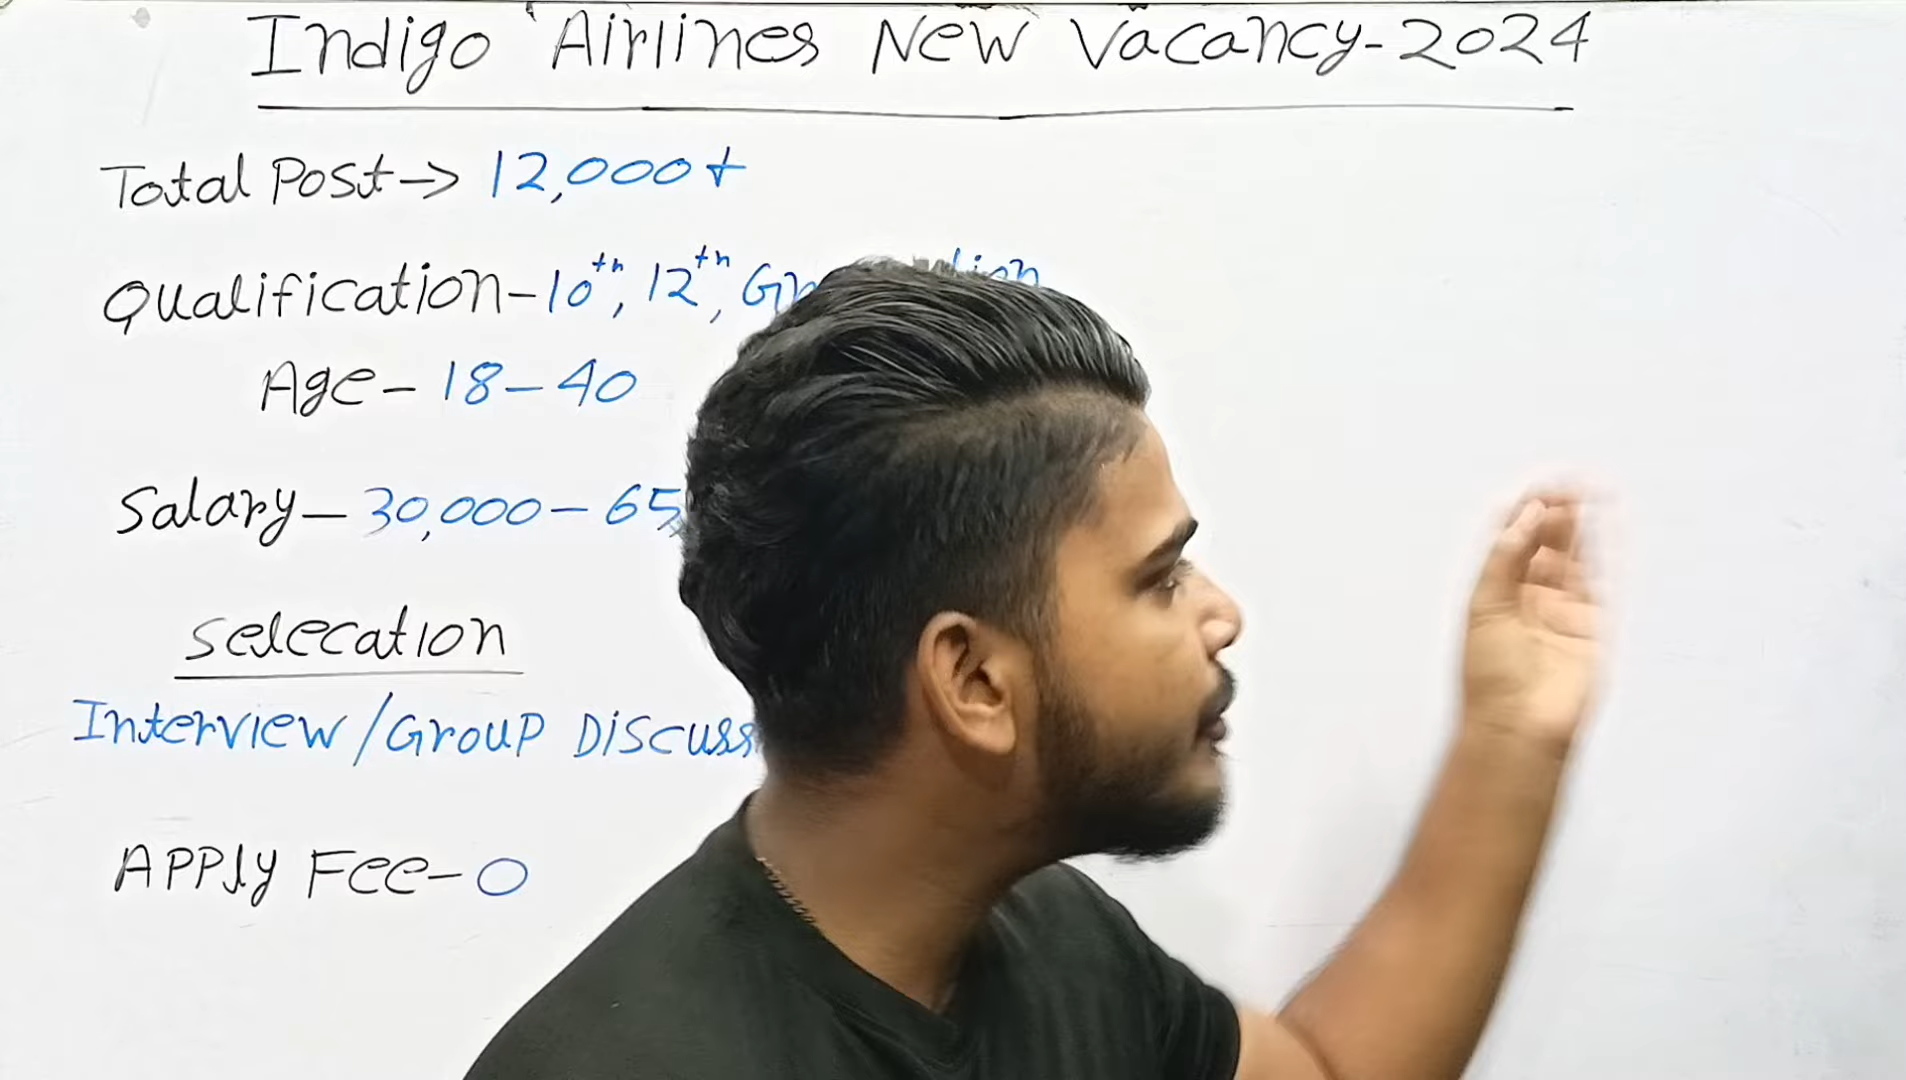 Indigo Airlines New Vacancy-2024
Total Post-> 12,000+
Qualification-10th, 12th,
Age-18-40
Salary-30,000-65
Selecation
Interview/Group Discuss
Apply Fee-0